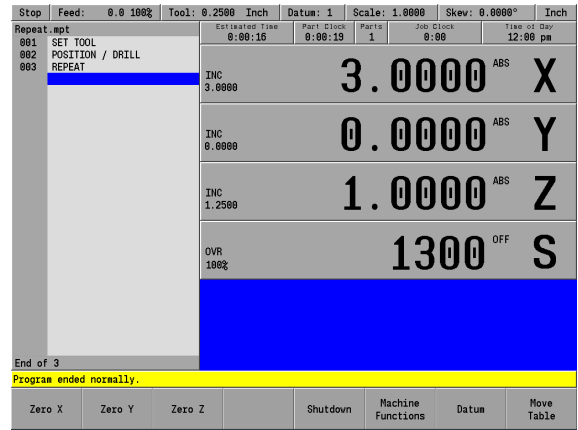 Stop Feed: 0.0 100% Tool: 0.2500 Inch Datum: 1 Scale: 1.0000 Skew: 0.0000° Inch
Repeat.mpt
Estimated Time Part Clock Parts Job Clock Time of Day
0:00:16 0:00:19 1 0:00 12:08 pm
001 SET TOOL
002 POSITION / DRILL
003 REPEAT
INC 3.0000 3.0000 ABS X
INC 0.0000 0.0000 ABS Y
INC 1.2500 1.0000 ABS Z
OVR 100% 1300 OFF S
End of 3
Program ended normally.
Zero X Zero Y Zero Z Shutdown Machine Functions Datum Move Table